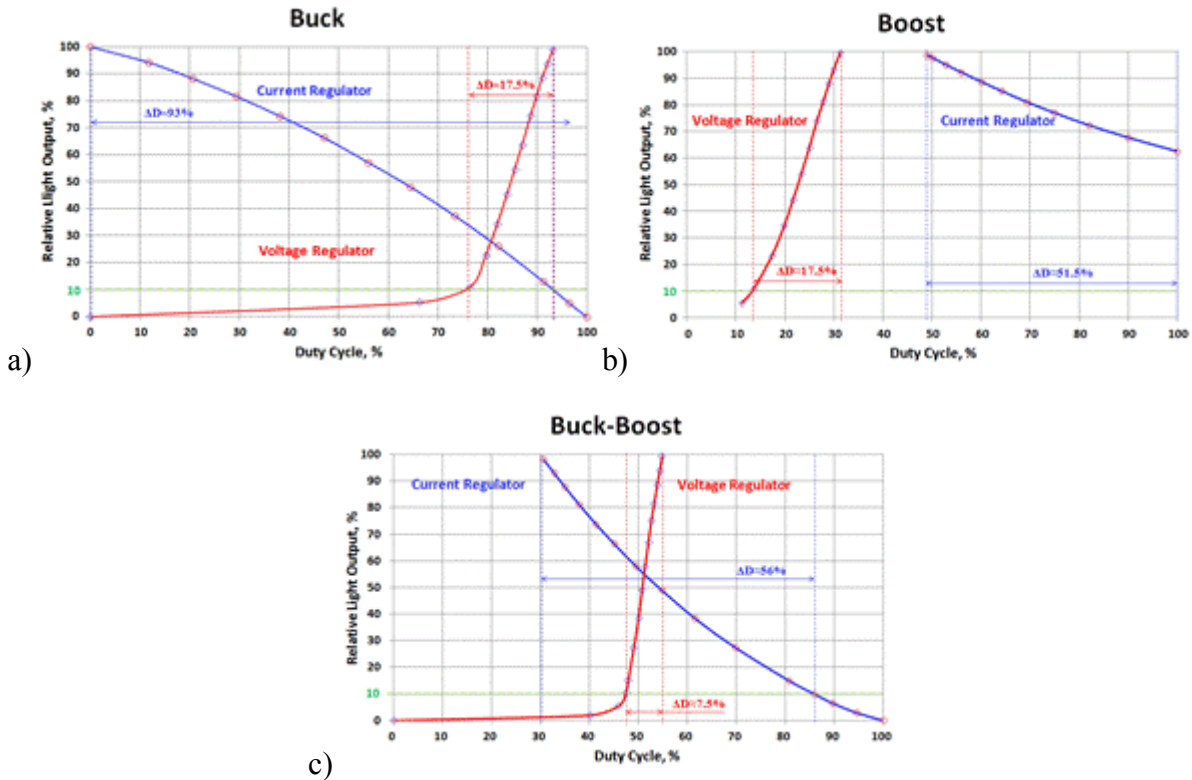 Buck
Relative Llight Output, %
100
90
80
70
60
50
40
30
20
10
0
Current Regulator
ΔD=17.5%
ΔD=93%
Voltage Regulator
0 10 20 30 40 50 60 70 80 90 100
Duty Cycle, %
a)
Boost
Relative Light Output, %
100
90
80
70
60
50
40
30
20
10
0
Voltage Regulator
Current Regulator
ΔD=17.5%
ΔD=51.5%
0 10 20 30 40 50 60 70 80 90 100
Duty Cycle, %
b)
Buck-Boost
Relative Light Output, %
100
90
80
70
60
50
40
30
20
10
0
Current Regulator
Voltage Regulator
ΔD=56%
ΔD=7.5%
0 10 20 30 40 50 60 70 80 90 100
Duty Cycle, %
c)